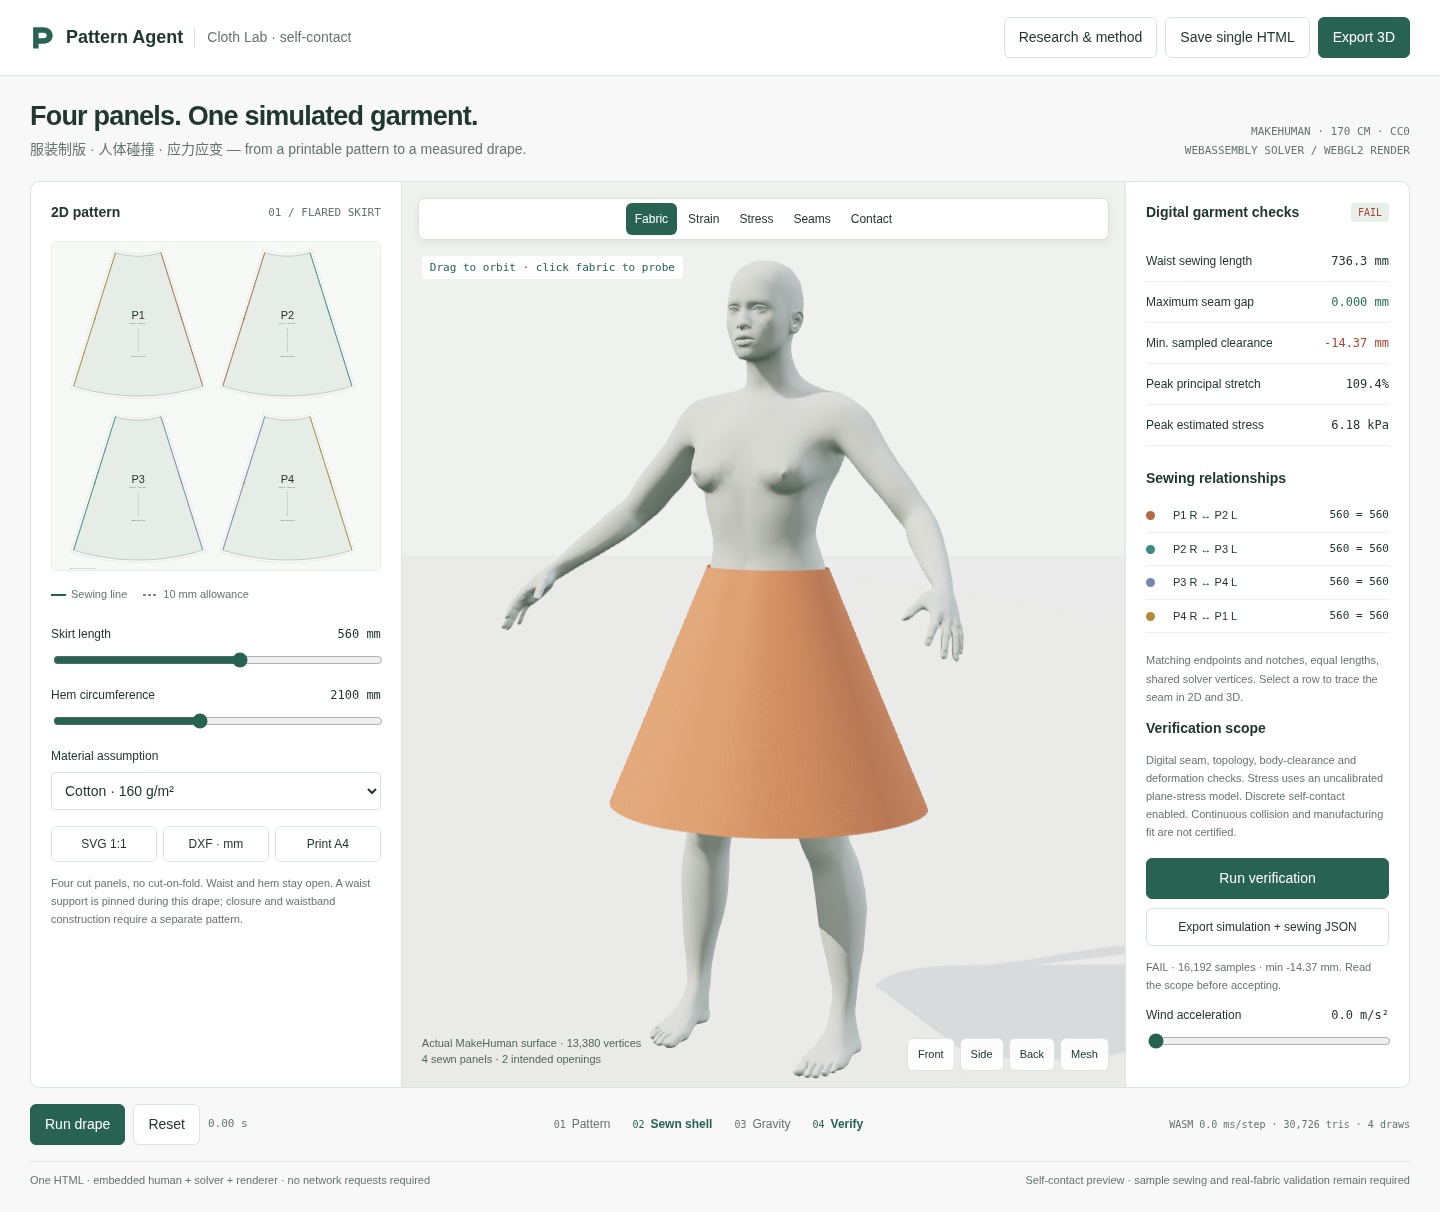 Pattern Agent
Cloth Lab · self-contact
Research & method
Save single HTML
Export 3D
Four panels. One simulated garment.
服装制版 · 人体碰撞 · 应力应变 — from a printable pattern to a measured drape.
MAKEHUMAN · 170 CM · CC0
WEBASSEMBLY SOLVER / WEBGL2 RENDER
2D pattern
01 / FLARED SKIRT
P1
P2
P3
P4
Sewing line
10 mm allowance
Skirt length
560 mm
Hem circumference
2100 mm
Material assumption
Cotton · 160 g/m²
SVG 1:1
DXF · mm
Print A4
Four cut panels, no cut-on-fold. Waist and hem stay open. A waist
support is pinned during this drape; closure and waistband
construction require a separate pattern.
Fabric
Strain
Stress
Seams
Contact
Drag to orbit · click fabric to probe
Actual MakeHuman surface · 13,380 vertices
4 sewn panels · 2 intended openings
Front
Side
Back
Mesh
Digital garment checks
FAIL
Waist sewing length
736.3 mm
Maximum seam gap
0.000 mm
Min. sampled clearance
-14.37 mm
Peak principal stretch
109.4%
Peak estimated stress
6.18 kPa
Sewing relationships
P1 R ↔ P2 L
560 = 560
P2 R ↔ P3 L
560 = 560
P3 R ↔ P4 L
560 = 560
P4 R ↔ P1 L
560 = 560
Matching endpoints and notches, equal lengths,
shared solver vertices. Select a row to trace the
seam in 2D and 3D.
Verification scope
Digital seam, topology, body-clearance and
deformation checks. Stress uses an uncalibrated
plane-stress model. Discrete self-contact
enabled. Continuous collision and manufacturing
fit are not certified.
Run verification
Export simulation + sewing JSON
FAIL · 16,192 samples · min -14.37 mm. Read
the scope before accepting.
Wind acceleration
0.0 m/s²
Run drape
Reset
0.00 s
01 Pattern
02 Sewn shell
03 Gravity
04 Verify
WASM 0.0 ms/step · 30,726 tris · 4 draws
One HTML · embedded human + solver + renderer · no network requests required
Self-contact preview · sample sewing and real-fabric validation remain required